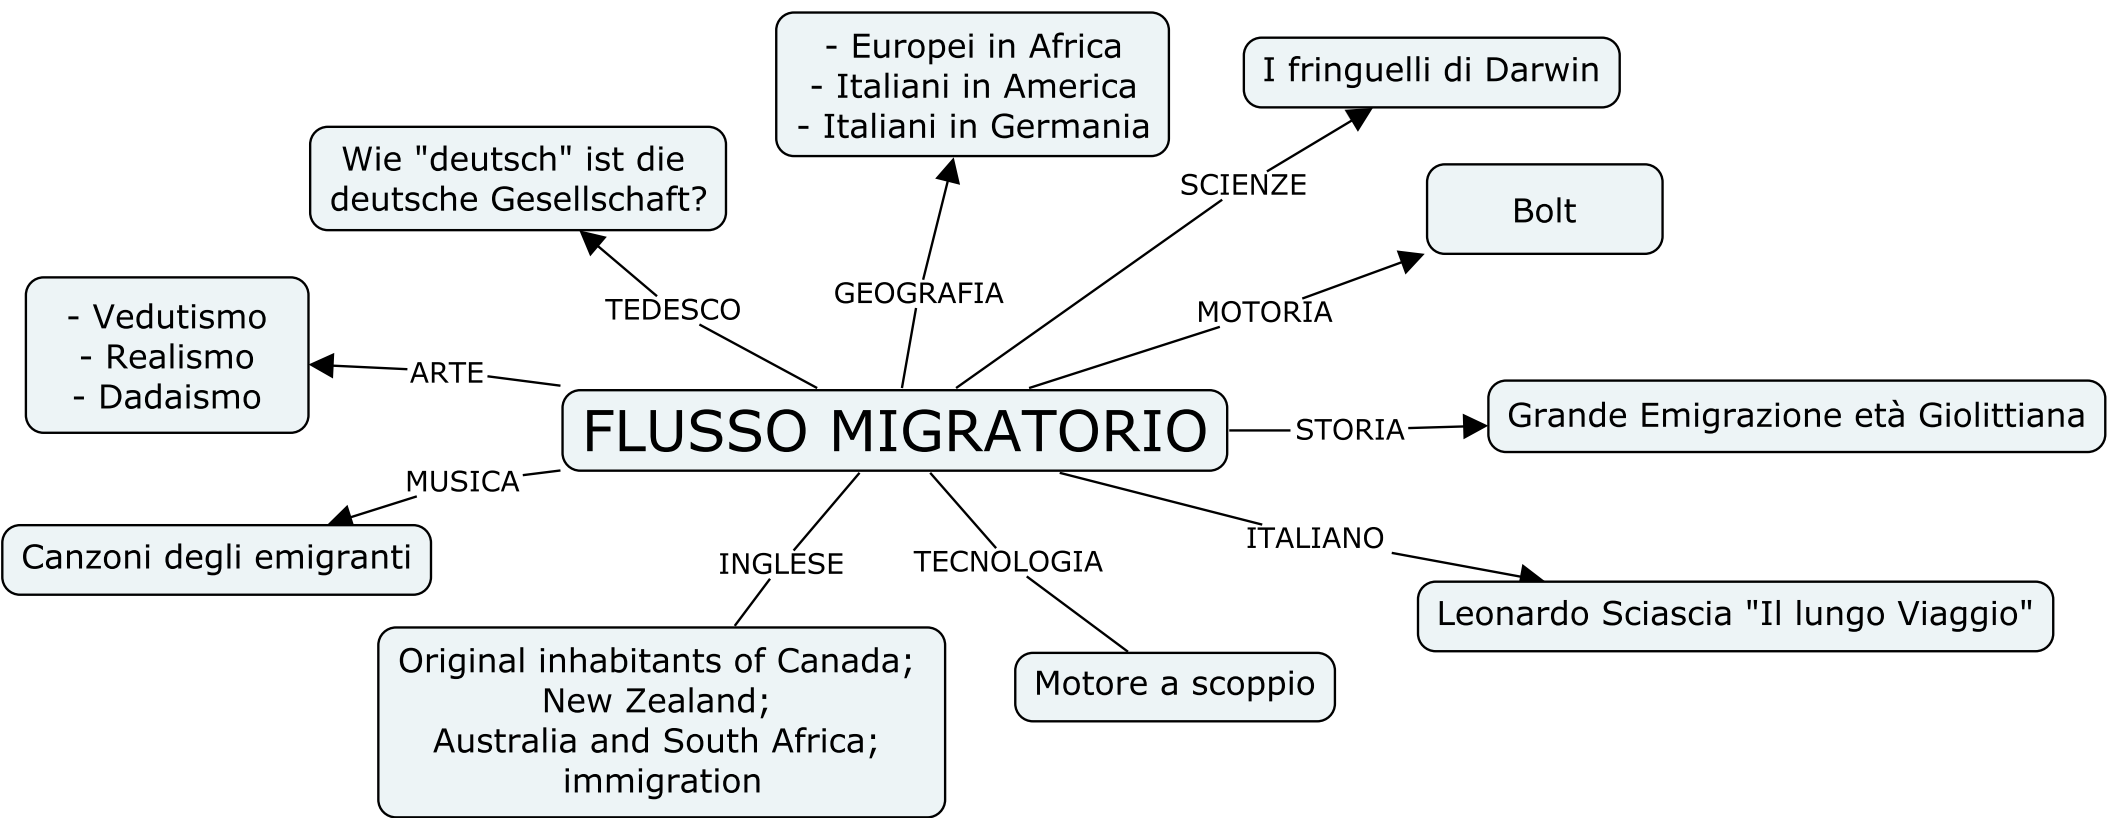 - Europei in Africa
- Italiani in America
- Italiani in Germania
I fringuelli di Darwin
Wie "deutsch" ist die
deutsche Gesellschaft?
SCIENZE
Bolt
GEOGRAFIA
TEDESCO
MOTORIA
- Vedutismo
- Realismo
- Dadaismo
ARTE
FLUSSO MIGRATORIO
STORIA
Grande Emigrazione età Giolittiana
MUSICA
Canzoni degli emigranti
INGLESE
TECNOLOGIA
ITALIANO
Leonardo Sciascia "Il lungo Viaggio"
Original inhabitants of Canada;
New Zealand;
Australia and South Africa;
immigration
Motore a scoppio